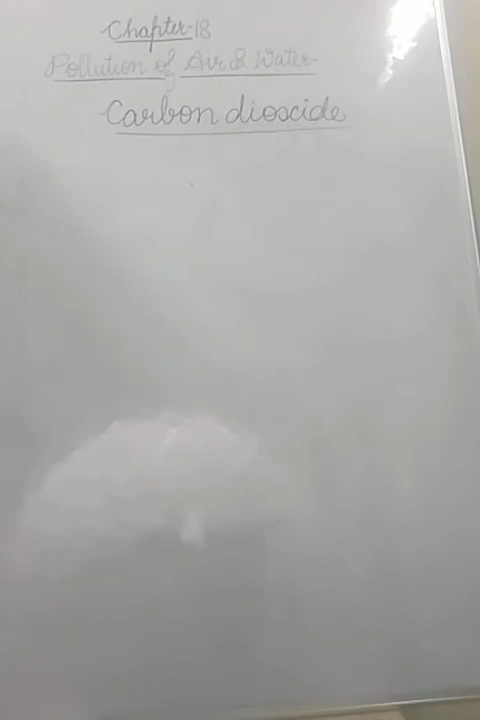 Chapter-18
Pollution of Air & Water-
Carbon dioxide